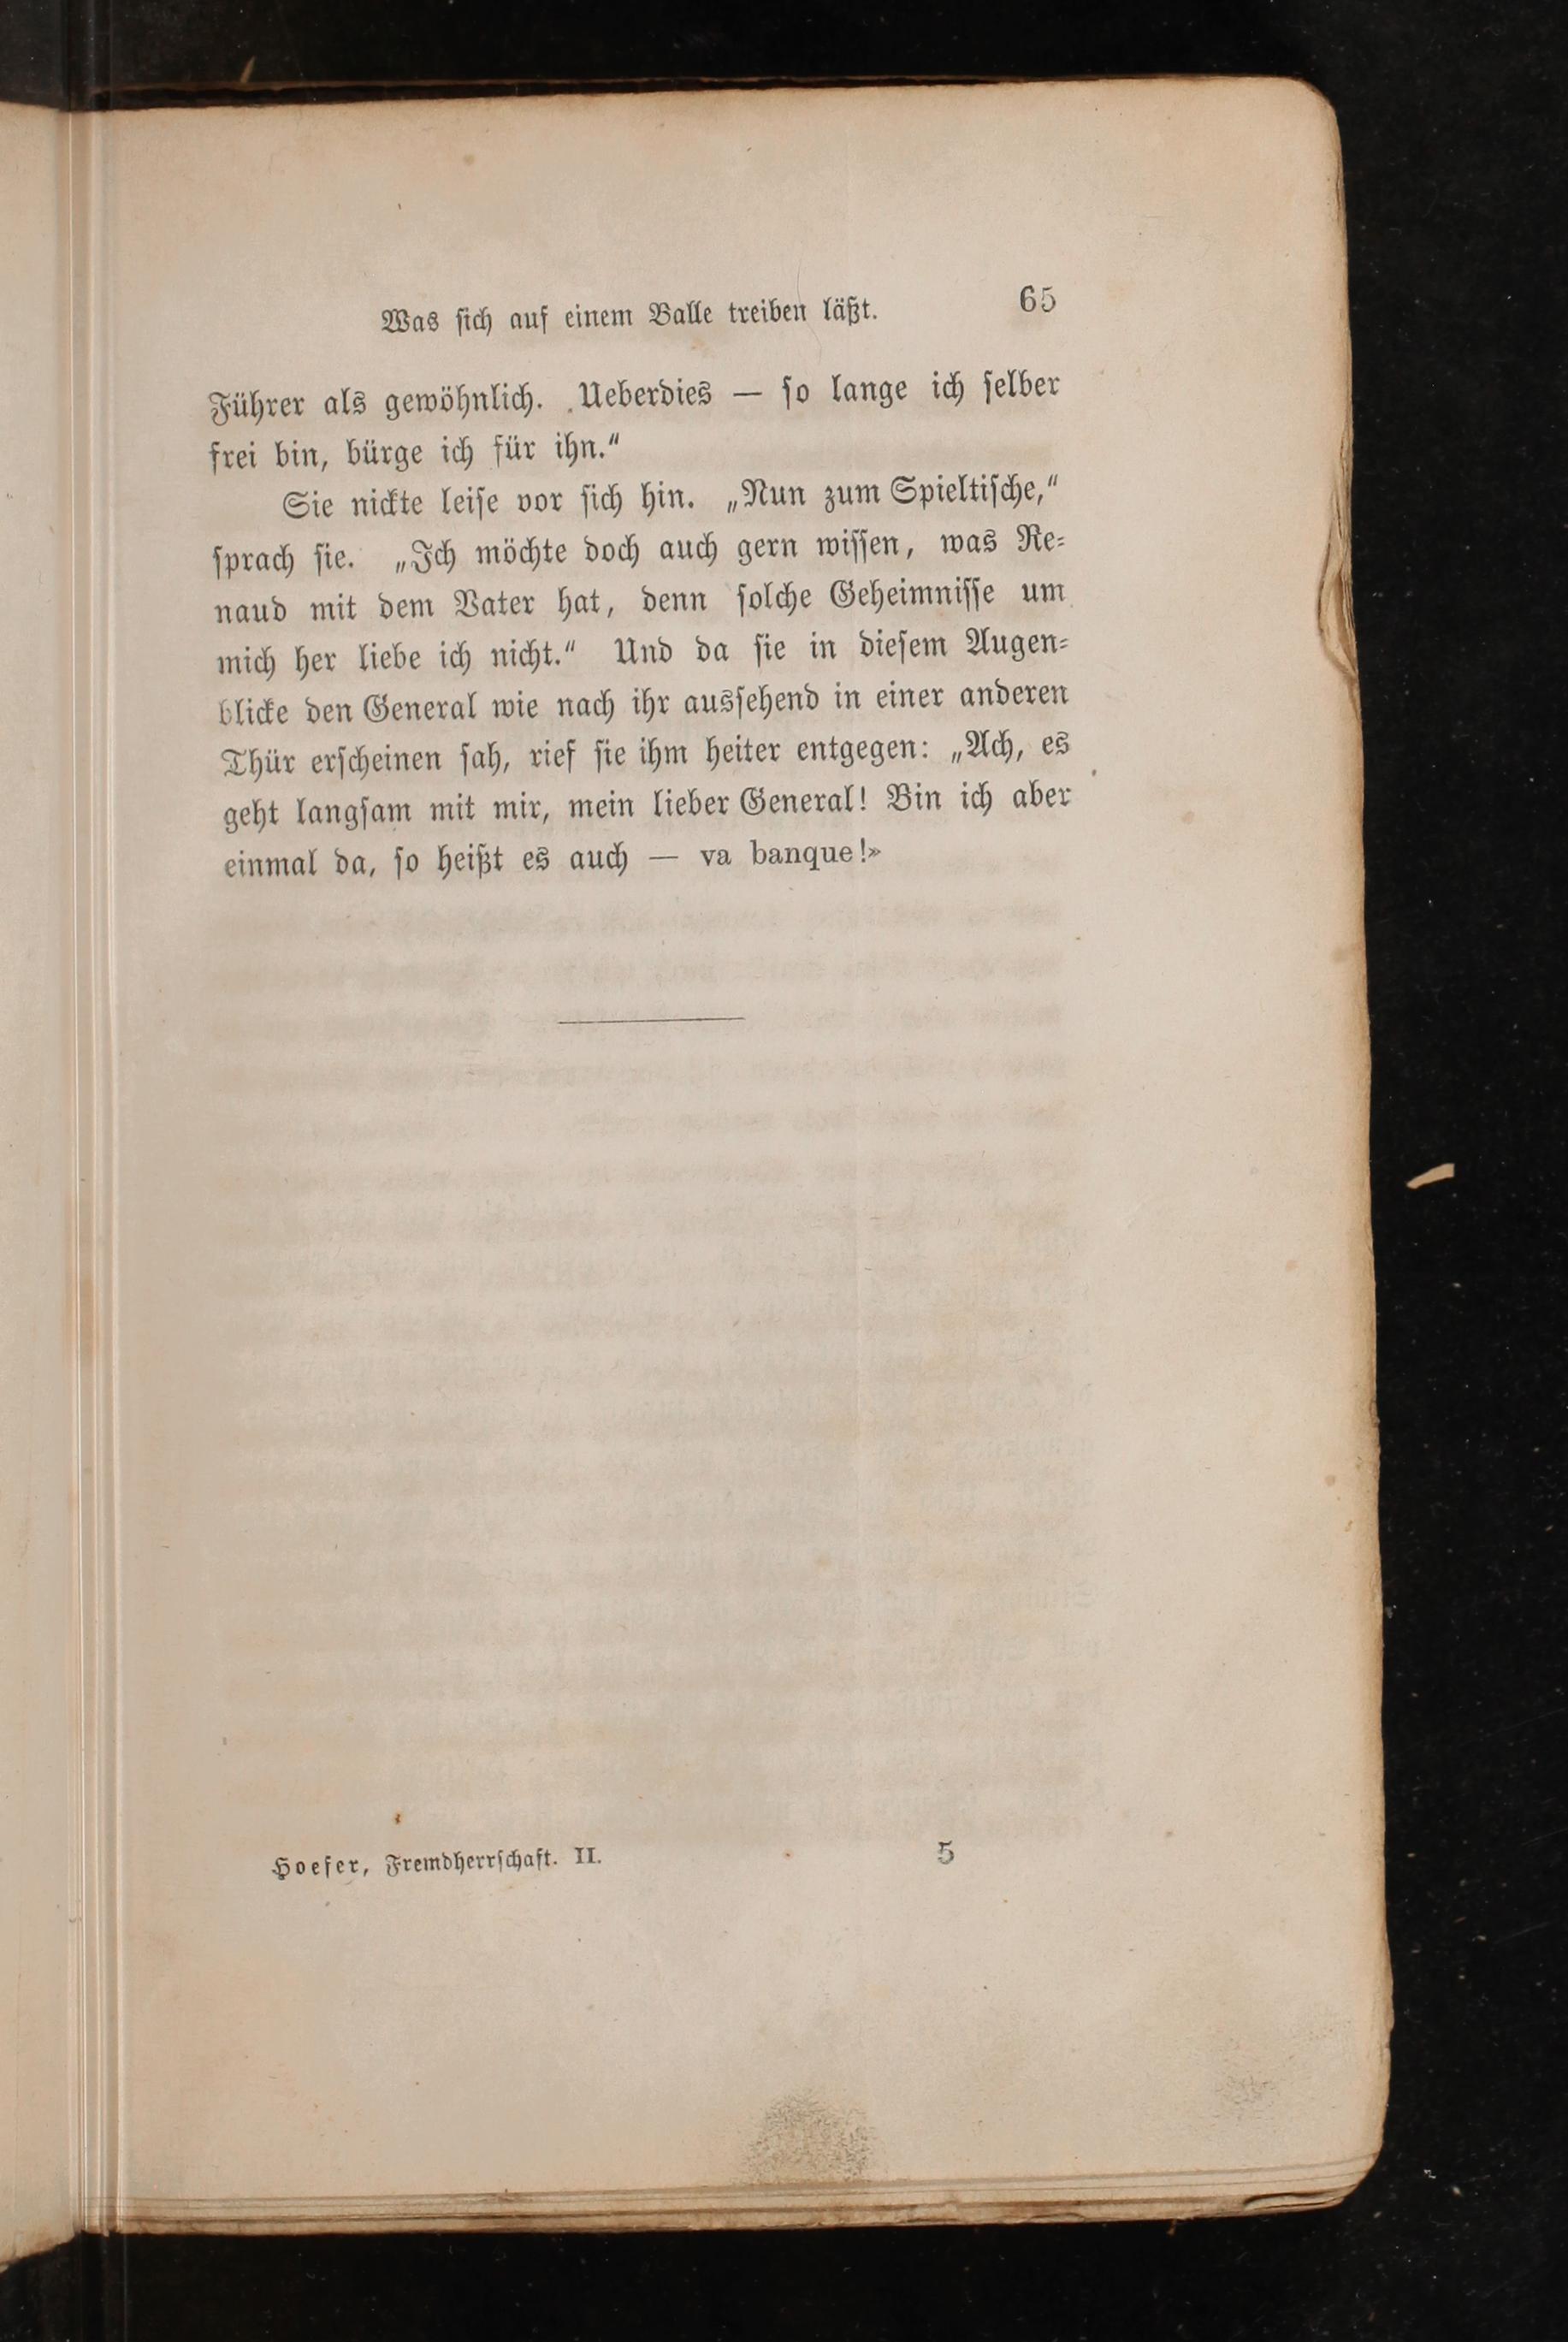 Was sich auf einem Balle treiben läßt. 65
Führer als gewöhnlich. Ueberdies — so lange ich selber
frei bin, bürge ich für ihn.“
Sie nickte leise vor sich hin. „Nun zum Spieltische,“
sprach sie. „Ich möchte doch auch gern wissen, was Re-
naud mit dem Vater hat, denn solche Geheimnisse um
mich her liebe ich nicht.“ Und da sie in diesem Augen-
blicke den General wie nach ihr aussehend in einer anderen
Thür erscheinen sah, rief sie ihm heiter entgegen: „Ach, es
geht langsam mit mir, mein lieber General! Bin ich aber
einmal da, so heißt es auch — va banque!»
Hoefer, Fremdherrschaft. II. 5